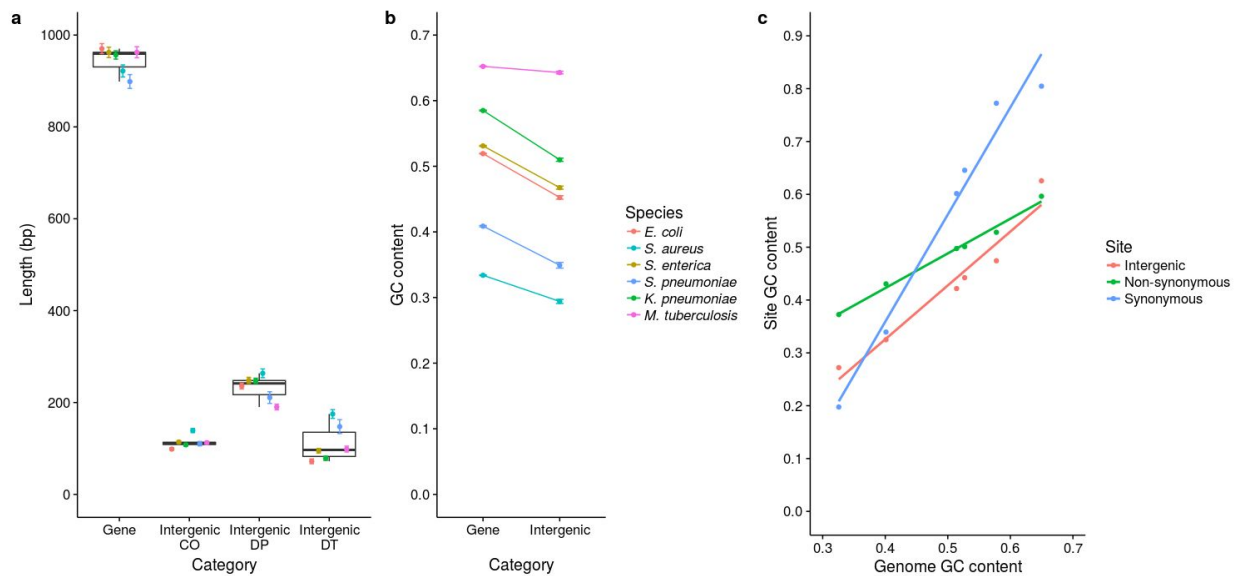 a
1000
800
600
400
200
0
Length (bp)
Gene
Intergenic
CO
Intergenic
DP
Intergenic
DT
Category
b
0.7
0.6
0.5
0.4
0.3
0.2
0.1
0.0
GC content
Gene
Intergenic
Category
Species
E. coli
S. aureus
S. enterica
S. pneumoniae
K. pneumoniae
M. tuberculosis
c
0.9
0.8
0.7
0.6
0.5
0.4
0.3
0.2
0.1
0.0
Site GC content
0.3
0.4
0.5
0.6
0.7
Genome GC content
Site
Intergenic
Non-synonymous
Synonymous